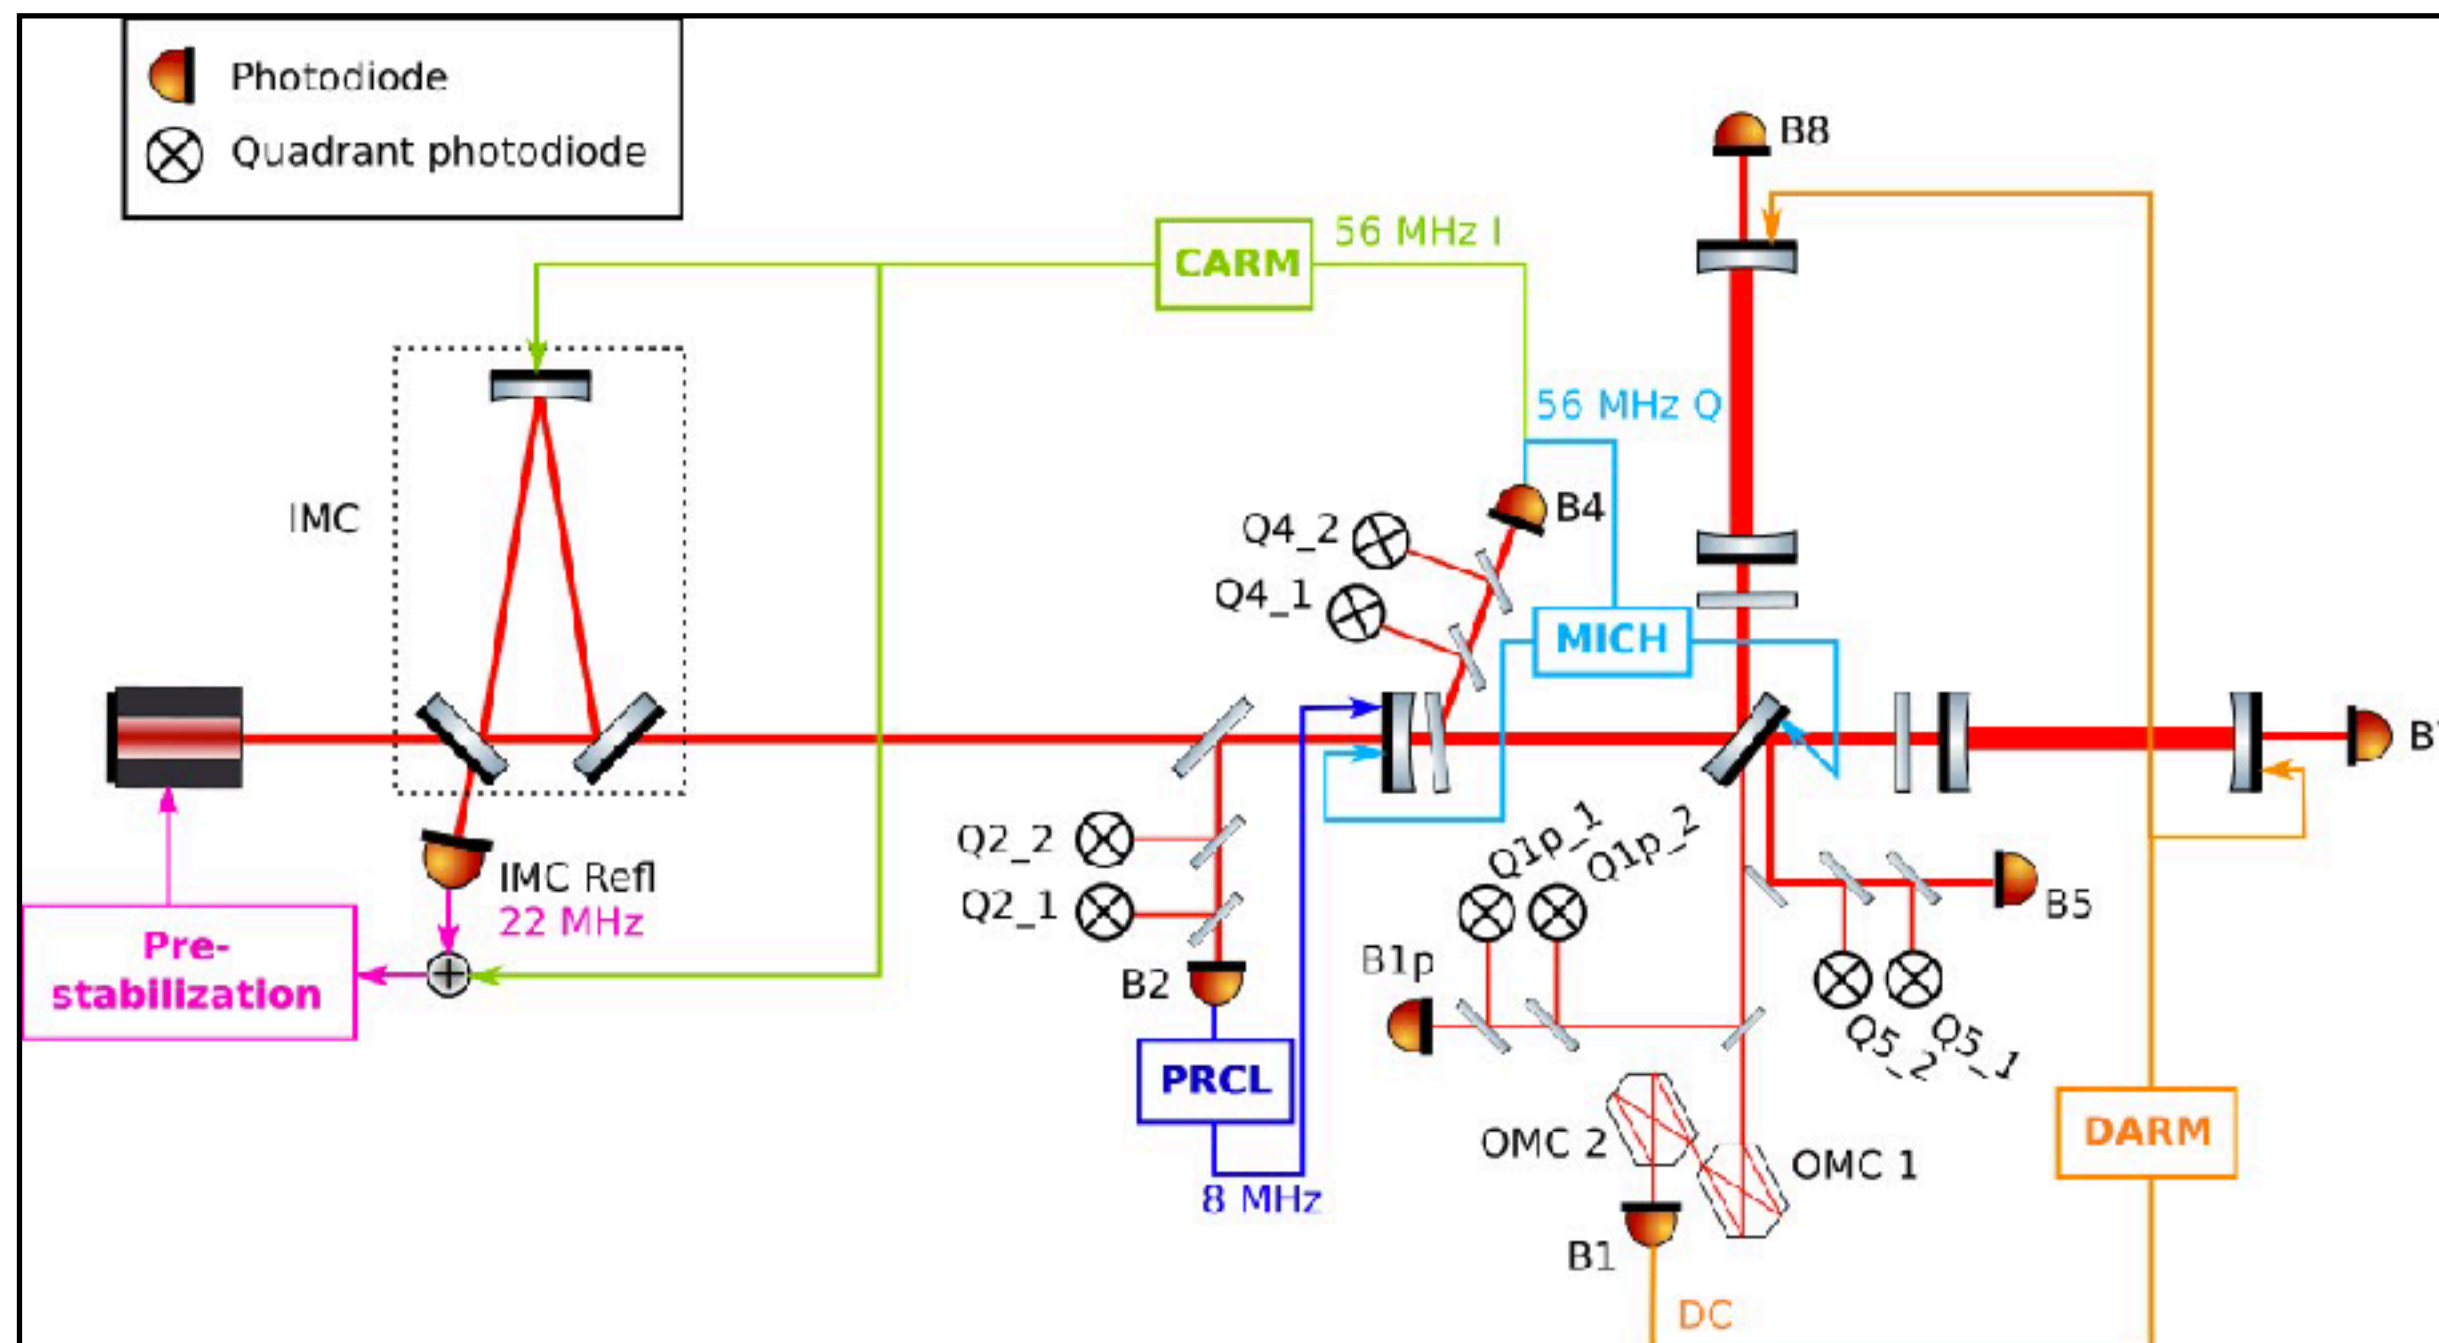 Photodiode
Quadrant photodiode
B8
CARM
56 MHz I
56 MHz Q
IMC
B4
Q4_2
Q4_1
MICH
IMC Refl
22 MHz
Pre-
stabilization
Q2_2
Q2_1
B2
PRCL
8 MHz
Q1p_1
Q1p_2
B1p
B5
Q5_2
Q5_1
OMC 2
OMC 1
DARM
B1
DC